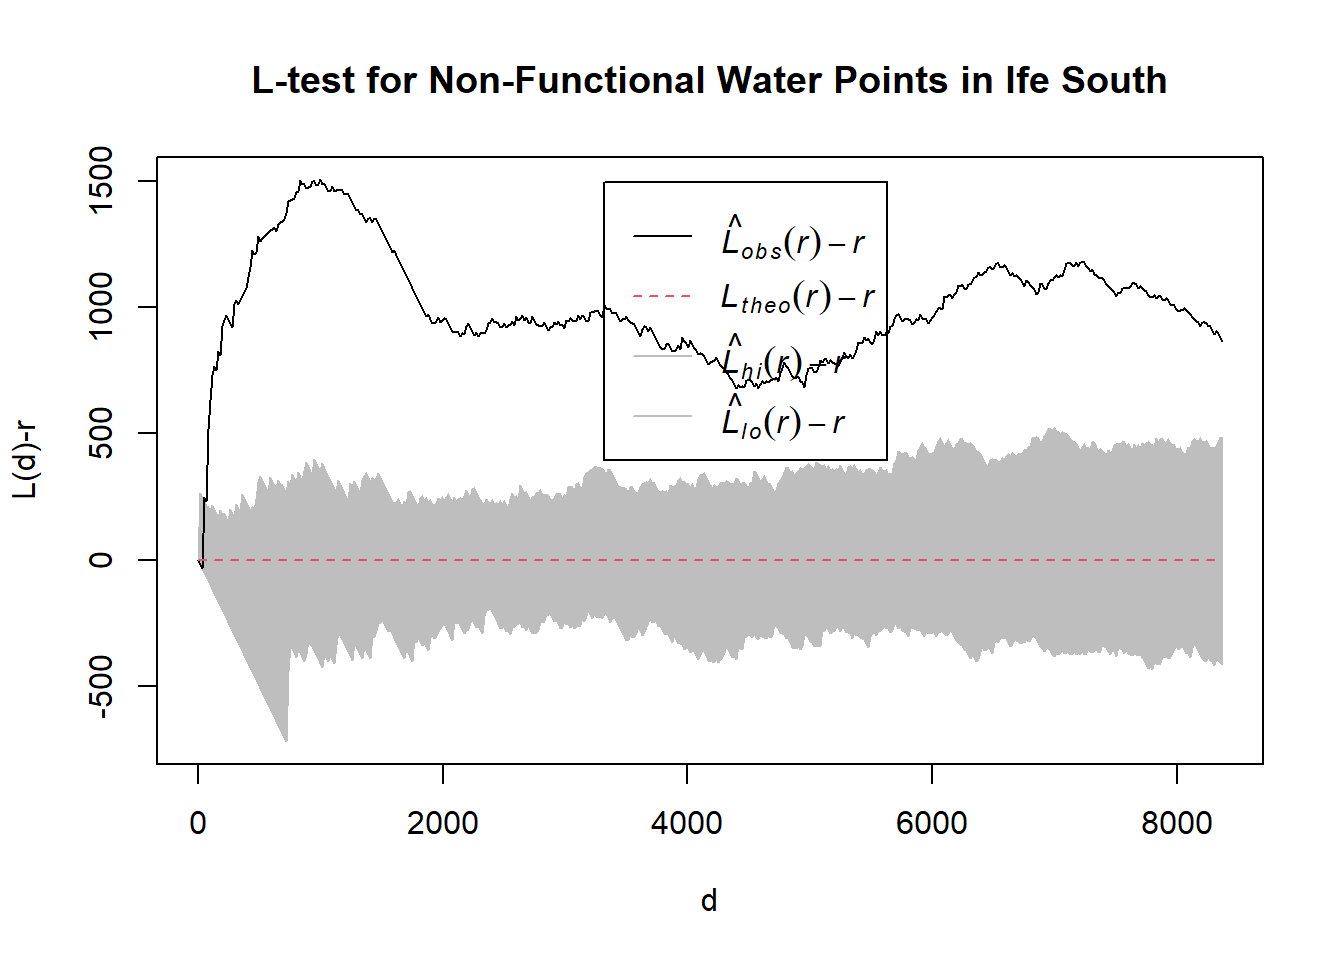 L-test for Non-Functional Water Points in Ife South
L(d)-r
1500
1000
500
0
-500
L̂obs(r) – r
Ltheo(r) – r
L̂hi(r) – r
L̂lo(r) – r
0 2000 4000 6000 8000
d